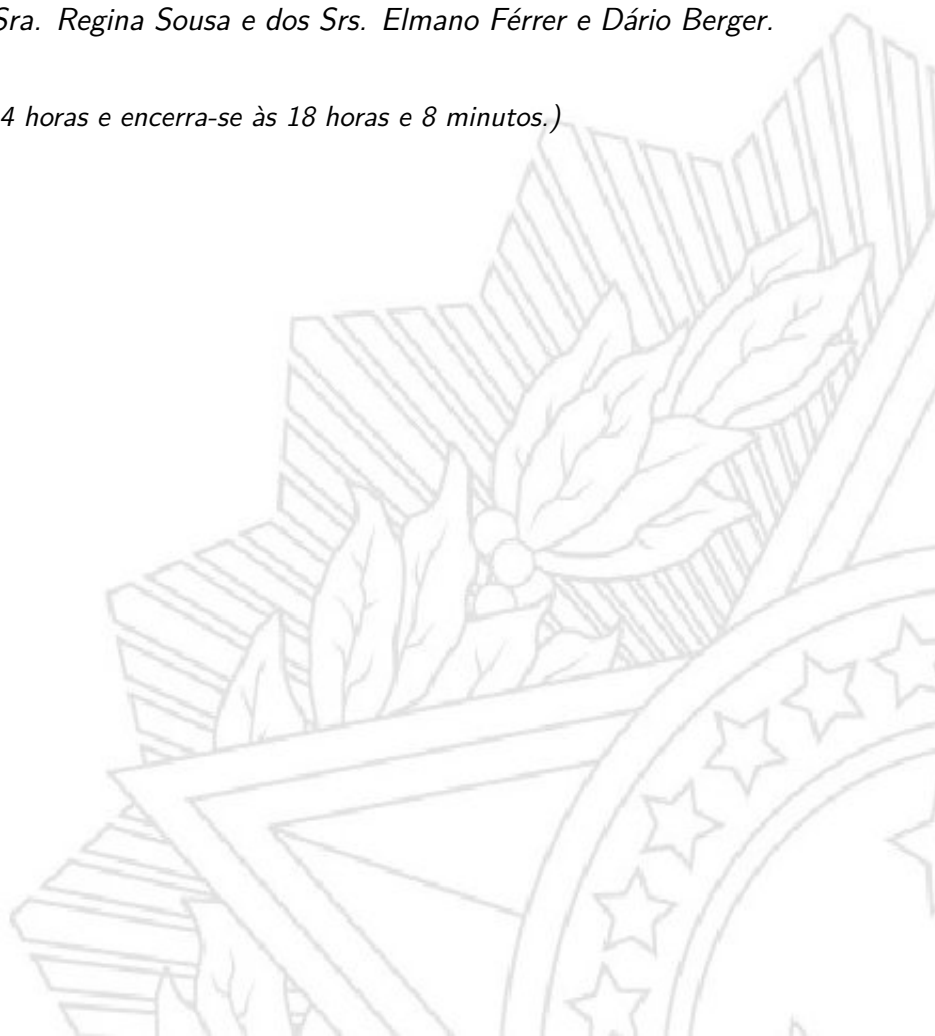 Sra. Regina Sousa e dos Srs. Elmano Férrer e Dário Berger.
4 horas e encerra-se às 18 horas e 8 minutos.)